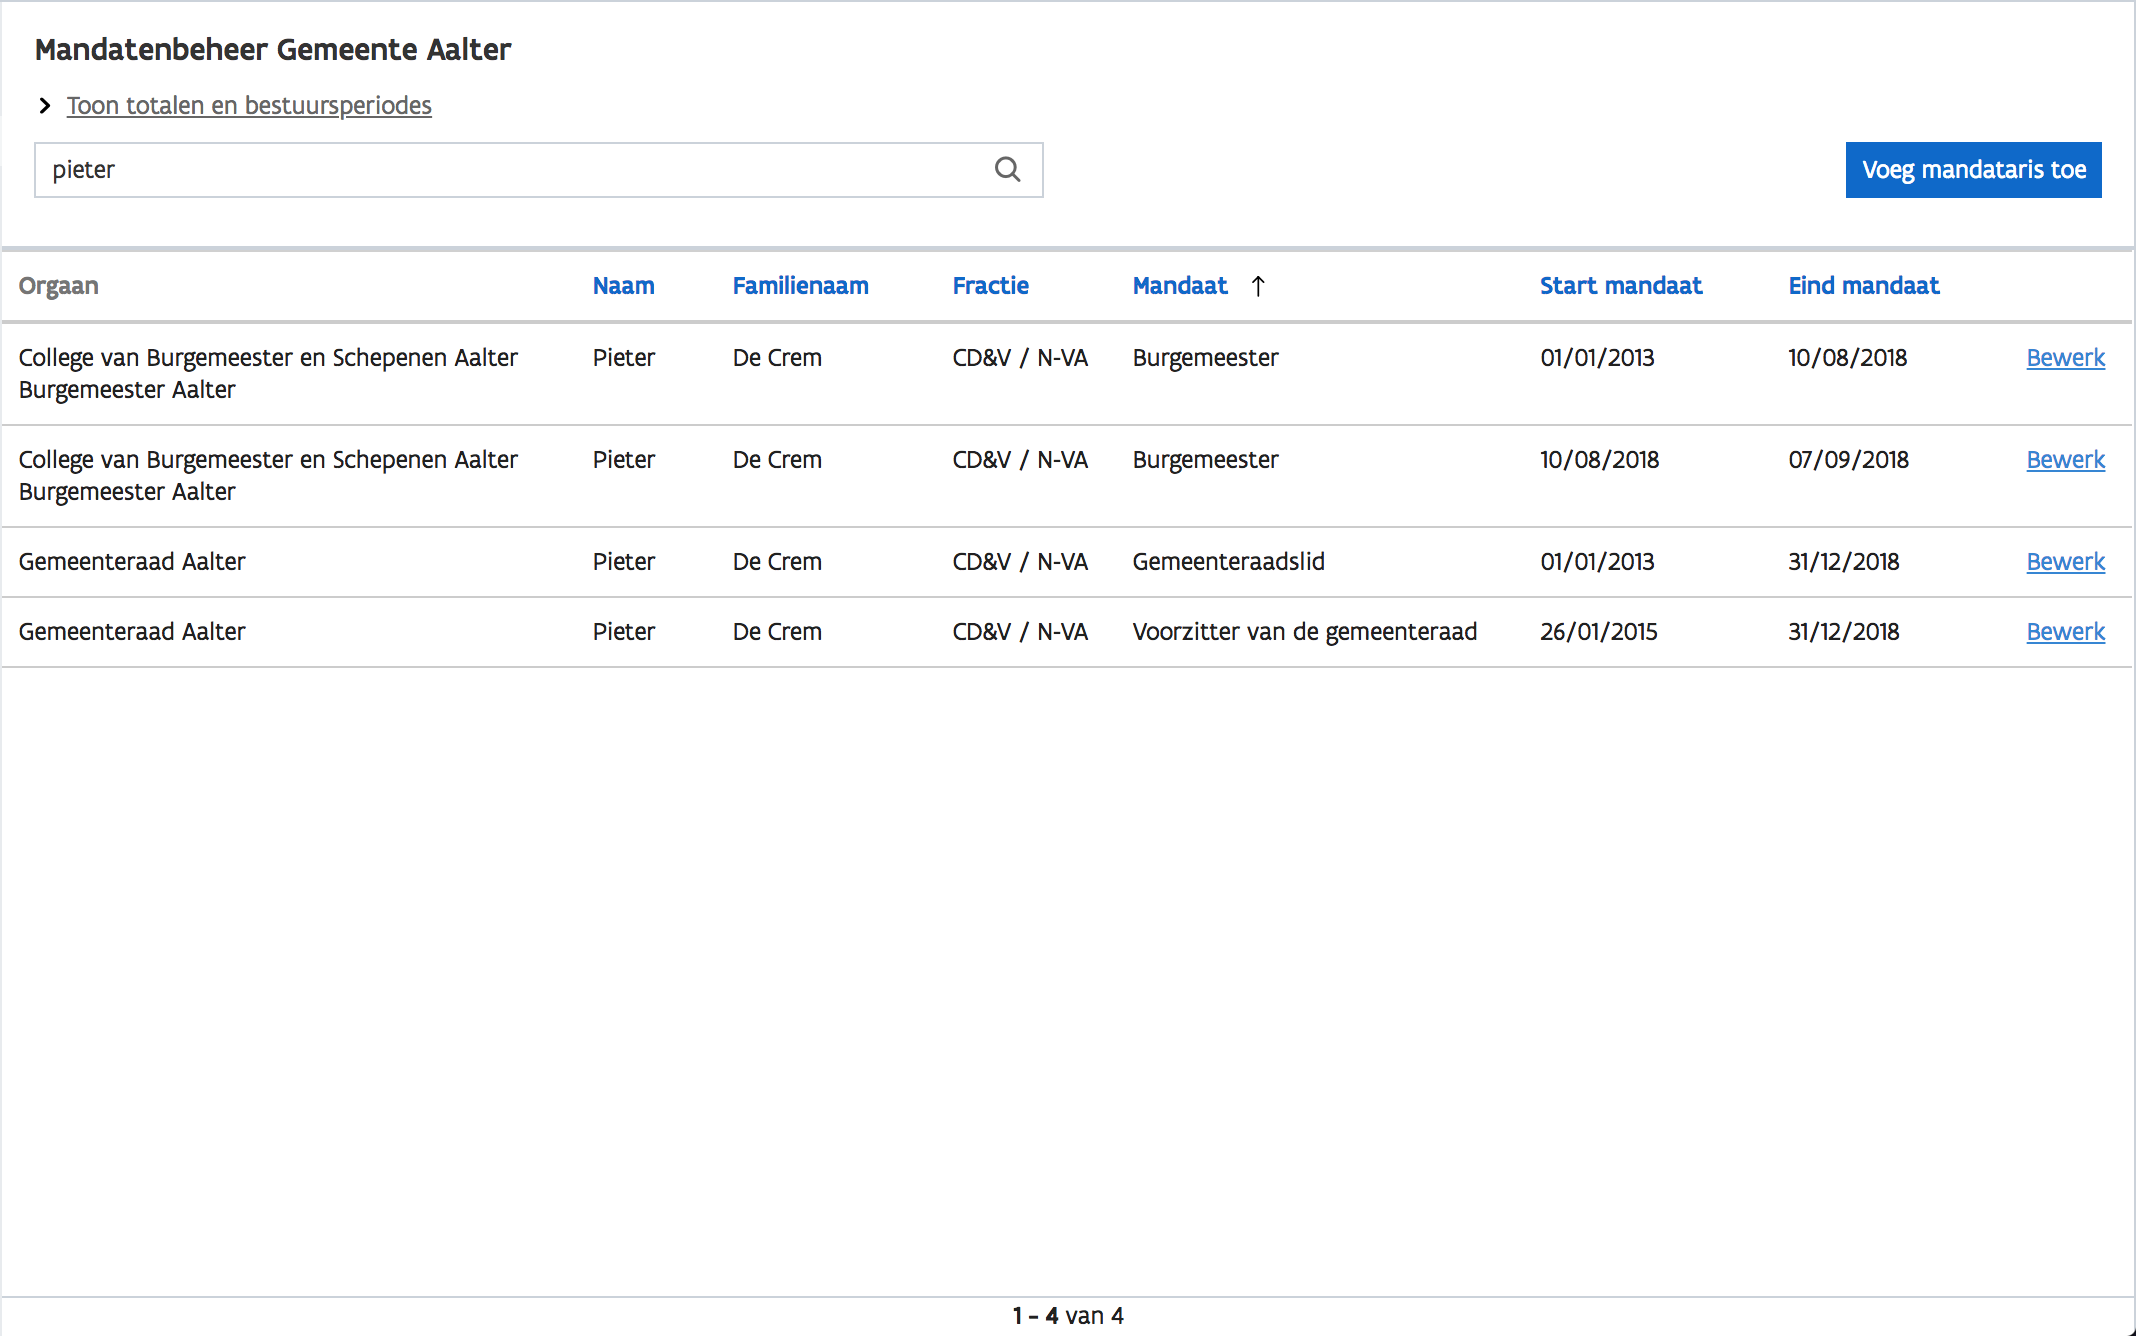 Mandatenbeheer Gemeente Aalter
Toon totalen en bestuursperiodes
pieter
Voeg mandataris toe
Orgaan Naam Familienaam Fractie Mandaat ↑ Start mandaat Eind mandaat
College van Burgemeester en Schepenen Aalter Pieter De Crem CD&V / N-VA Burgemeester 01/01/2013 10/08/2018 Bewerk
Burgemeester Aalter
College van Burgemeester en Schepenen Aalter Pieter De Crem CD&V / N-VA Burgemeester 10/08/2018 07/09/2018 Bewerk
Burgemeester Aalter
Gemeenteraad Aalter Pieter De Crem CD&V / N-VA Gemeenteraadslid 01/01/2013 31/12/2018 Bewerk
Gemeenteraad Aalter Pieter De Crem CD&V / N-VA Voorzitter van de gemeenteraad 26/01/2015 31/12/2018 Bewerk
1 - 4 van 4